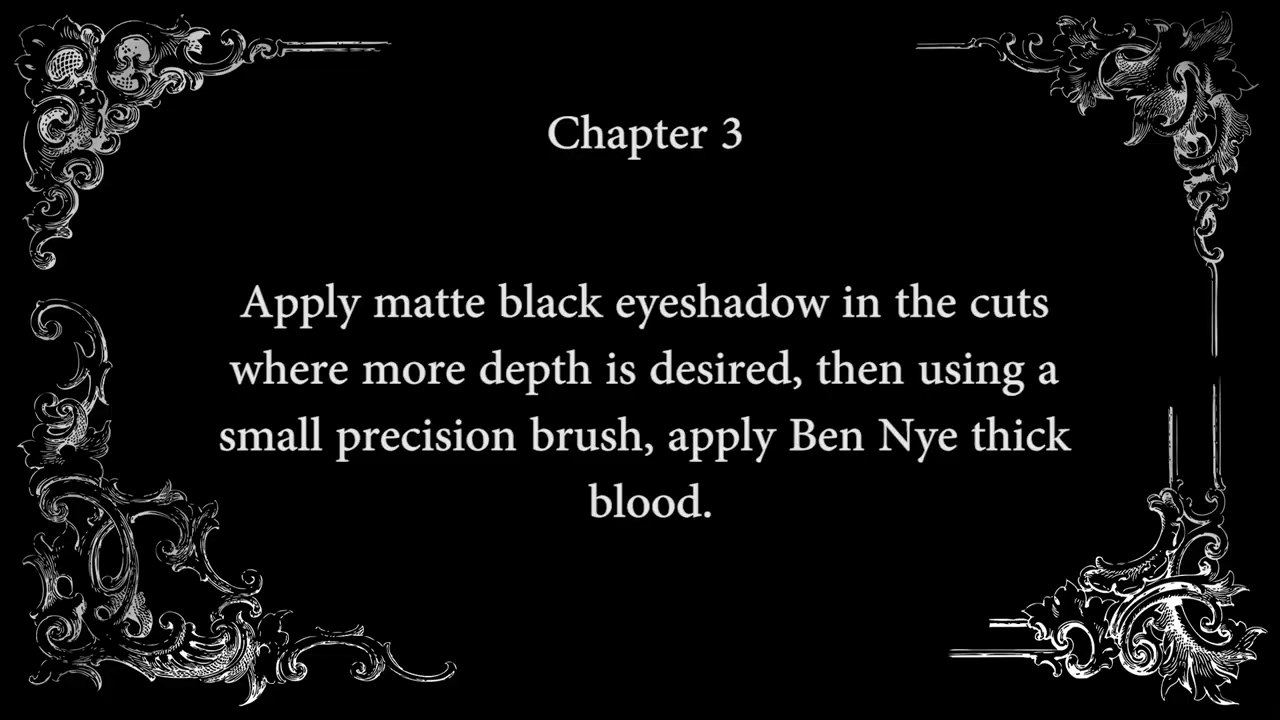 Chapter 3
Apply matte black eyeshadow in the cuts
where more depth is desired, then using a
small precision brush, apply Ben Nye thick
blood.